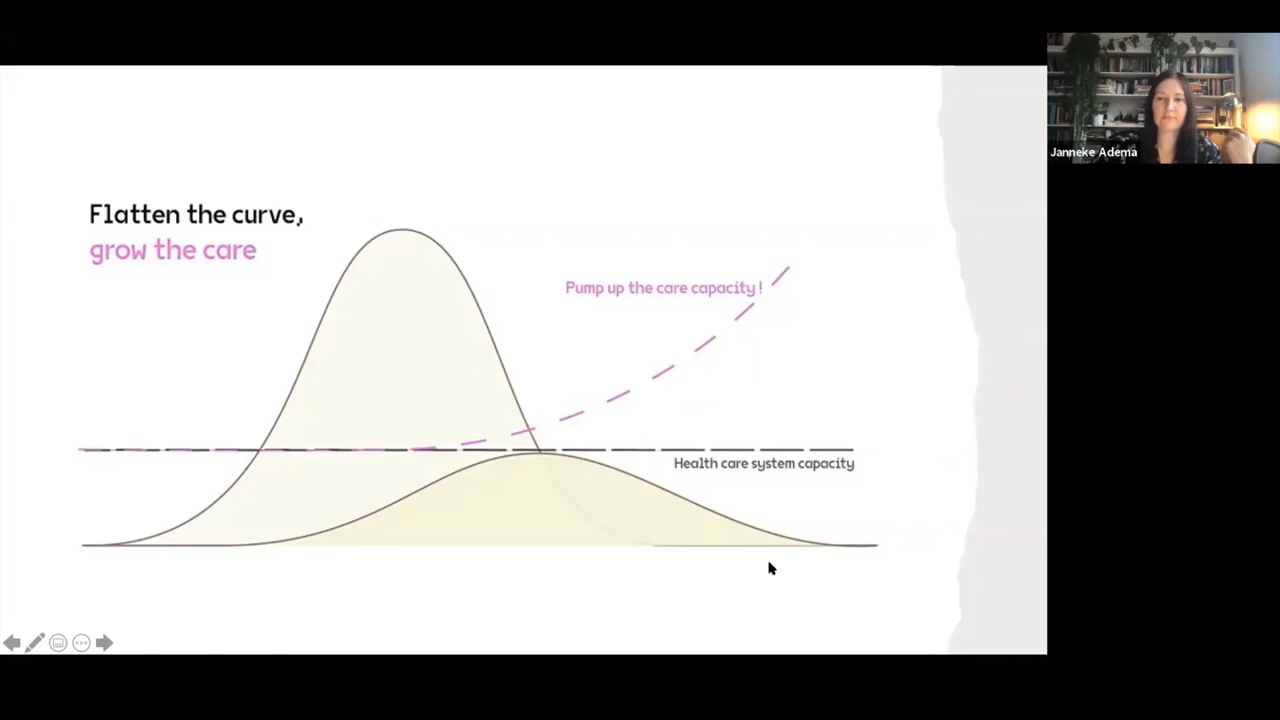 Flatten the curve,
grow the care
Pump up the care capacity!
Health care system capacity
Janneke Adema